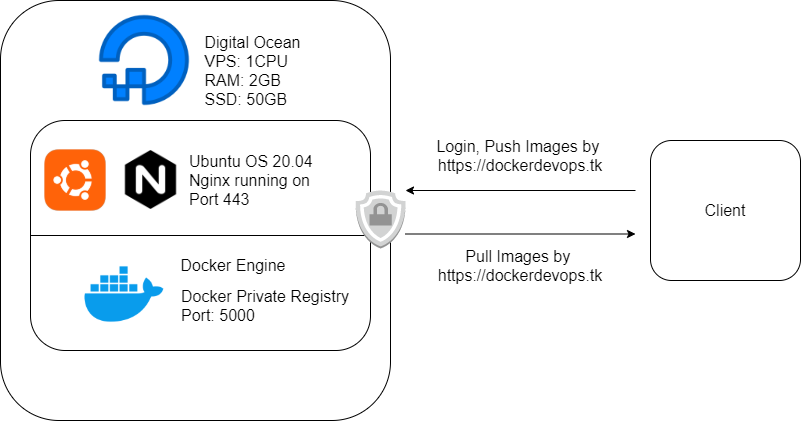 Digital Ocean
VPS: 1CPU
RAM: 2GB
SSD: 50GB
Ubuntu OS 20.04
Nginx running on
Port 443
Docker Engine
Docker Private Registry
Port: 5000
Login, Push Images by
https://dockerdevops.tk
Pull Images by
https://dockerdevops.tk
Client